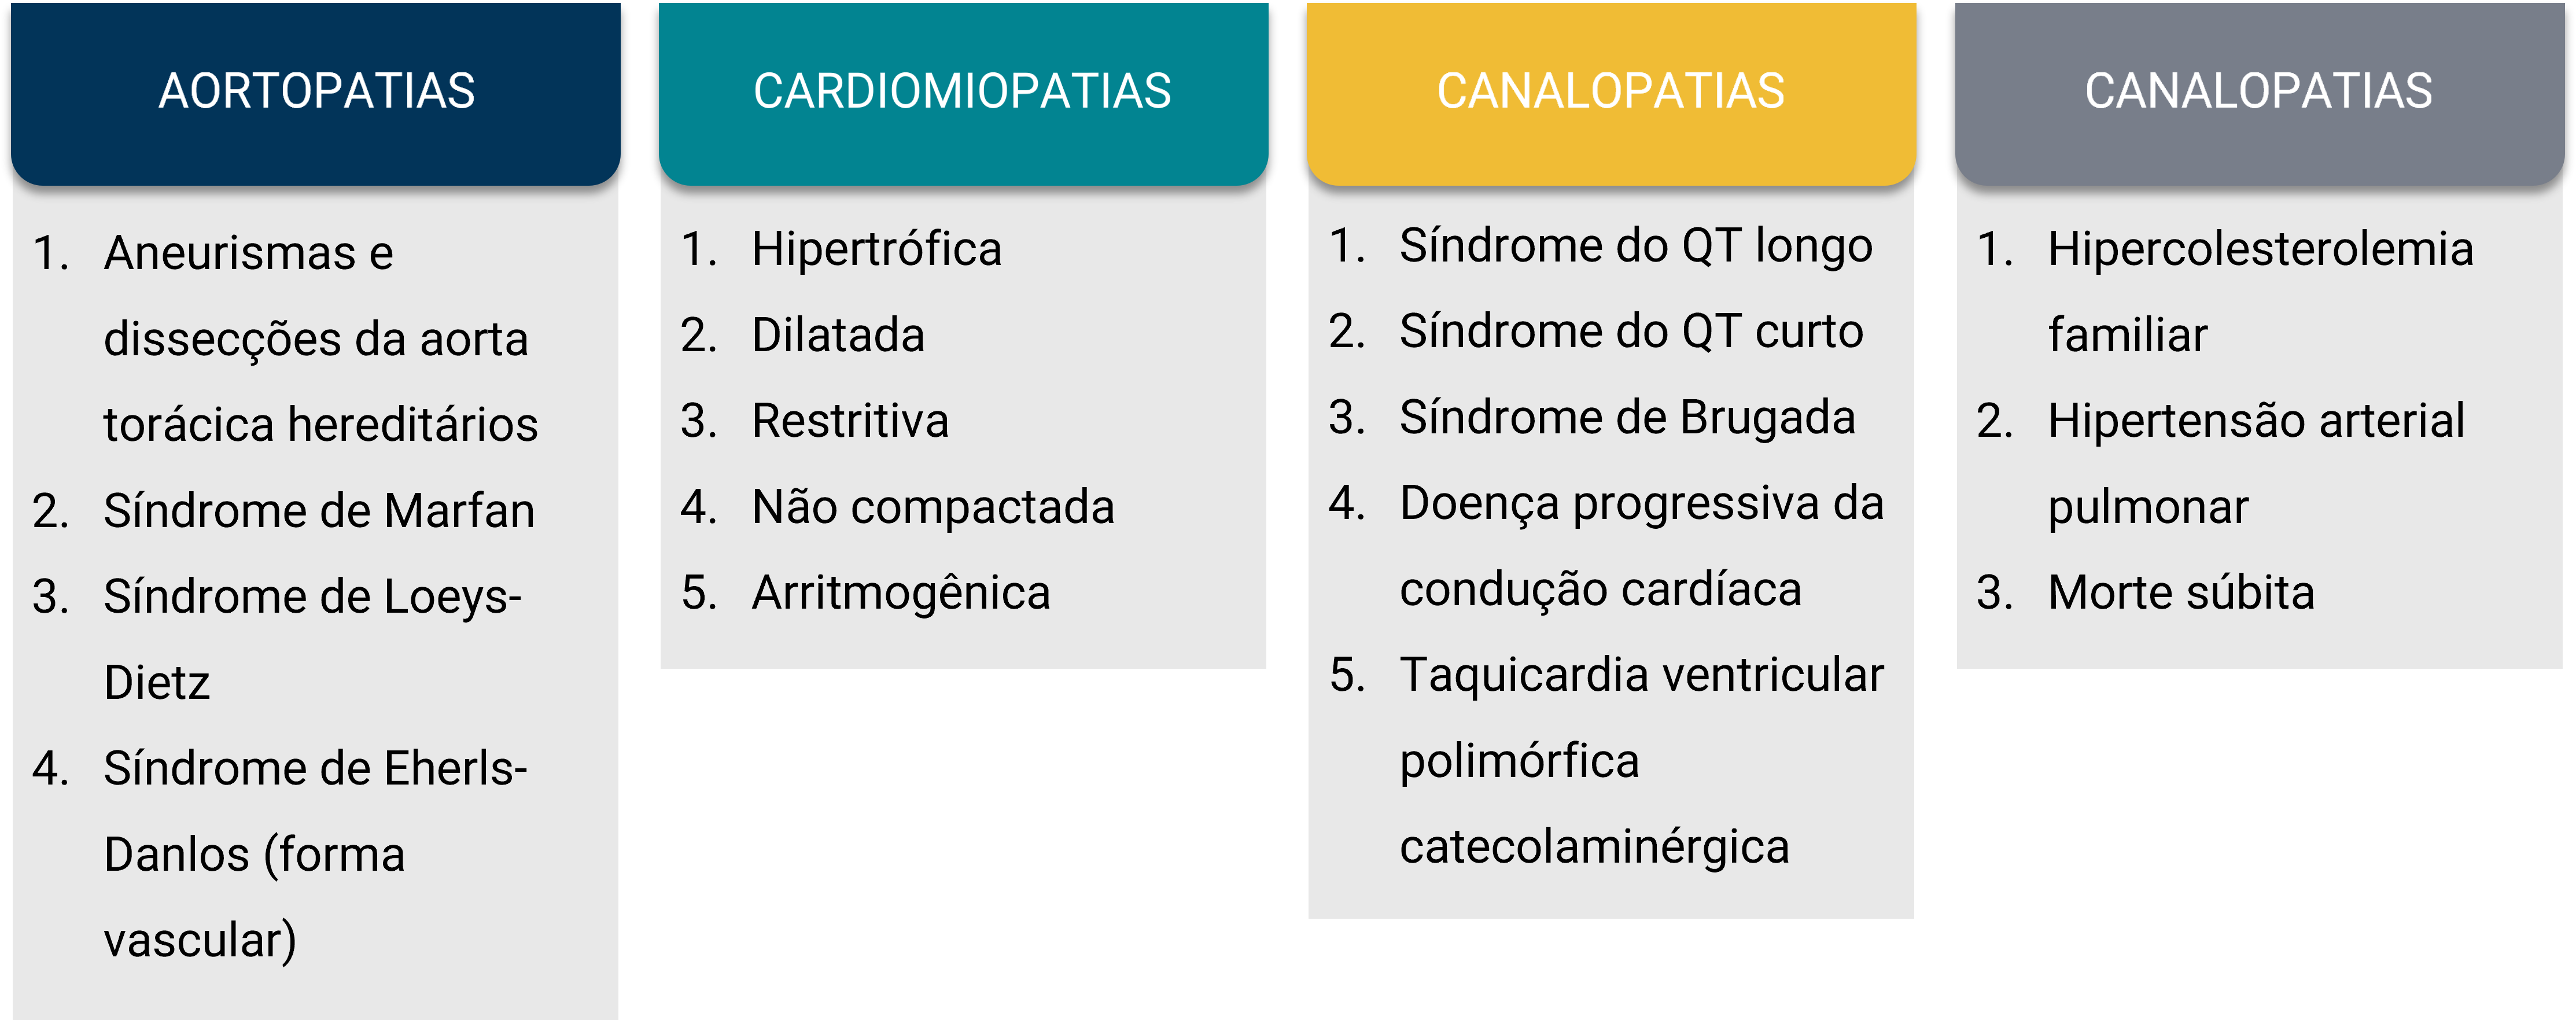 AORTOPATIAS
1. Aneurismas e
dissecções da aorta
torácica hereditários
2. Síndrome de Marfan
3. Síndrome de Loeys-
Dietz
4. Síndrome de Eherls-
Danlos (forma
vascular)
CARDIOMIOPATIAS
1. Hipertrófica
2. Dilatada
3. Restritiva
4. Não compactada
5. Arritmogênica
CANALOPATIAS
1. Síndrome do QT longo
2. Síndrome do QT curto
3. Síndrome de Brugada
4. Doença progressiva da
condução cardíaca
5. Taquicardia ventricular
polimórfica
catecolaminérgica
CANALOPATIAS
1. Hipercolesterolemia
familiar
2. Hipertensão arterial
pulmonar
3. Morte súbita